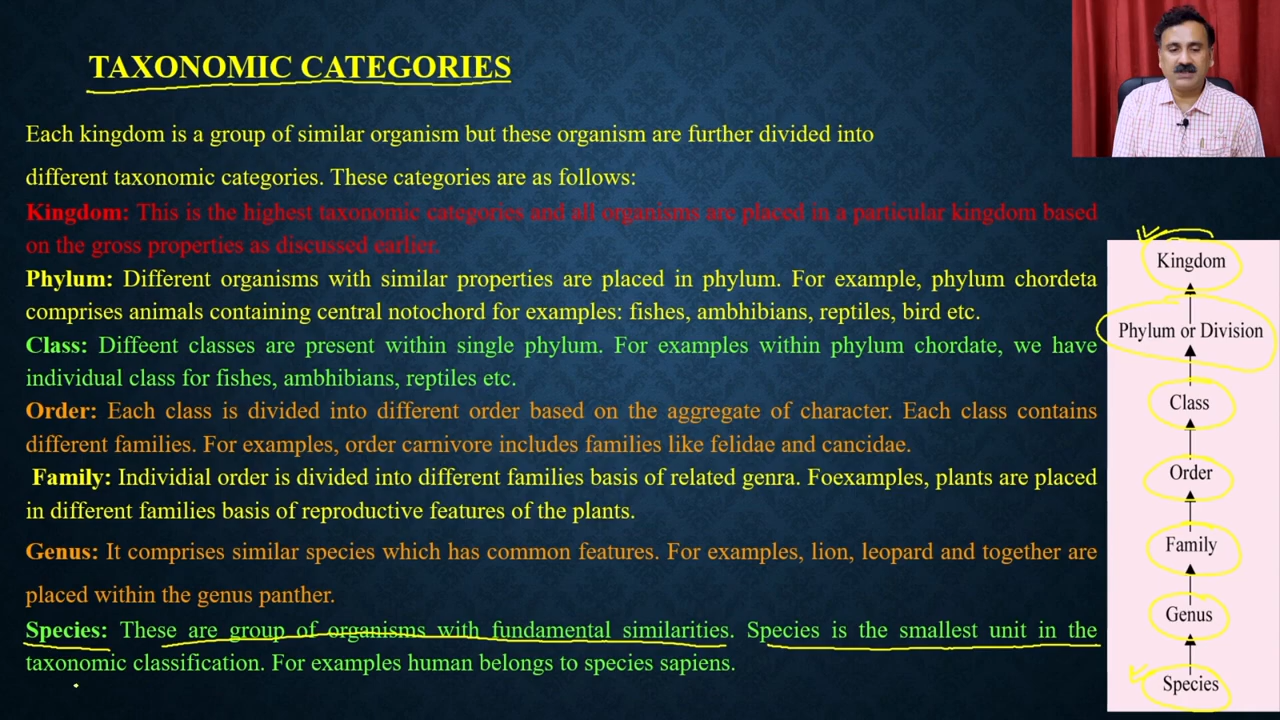 TAXONOMIC CATEGORIES
Each kingdom is a group of similar organism but these organism are further divided into
different taxonomic categories. These categories are as follows:
Kingdom: This is the highest taxonomic categories and all organisms are placed in a particular kingdom based
on the gross properties as discussed earlier.
Phylum: Different organisms with similar properties are placed in phylum. For example, phylum chordeta
comprises animals containing central notochord for examples: fishes, ambhibians, reptiles, bird etc.
Class: Diffeent classes are present within single phylum. For examples within phylum chordate, we have
individual class for fishes, ambhibians, reptiles etc.
Order: Each class is divided into different order based on the aggregate of character. Each class contains
different families. For examples, order carnivore includes families like felidae and cancidae.
Family: Individial order is divided into different families basis of related genra. Foexamples, plants are placed
in different families basis of reproductive features of the plants.
Genus: It comprises similar species which has common features. For examples, lion, leopard and together are
placed within the genus panther.
Species: These are group of organisms with fundamental similarities. Species is the smallest unit in the
taxonomic classification. For examples human belongs to species sapiens.
Kingdom
Phylum or Division
Class
Order
Family
Genus
Species